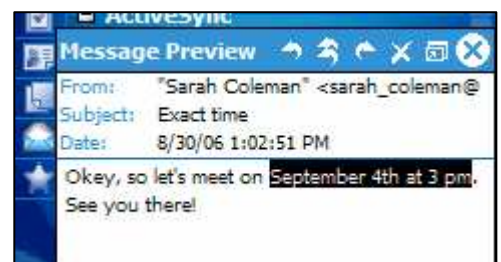 ActiveSync
Message Preview
From: "Sarah Coleman" <sarah_coleman@
Subject: Exact time
Date: 8/30/06 1:02:51 PM
Okey, so let's meet on September 4th at 3 pm.
See you there!